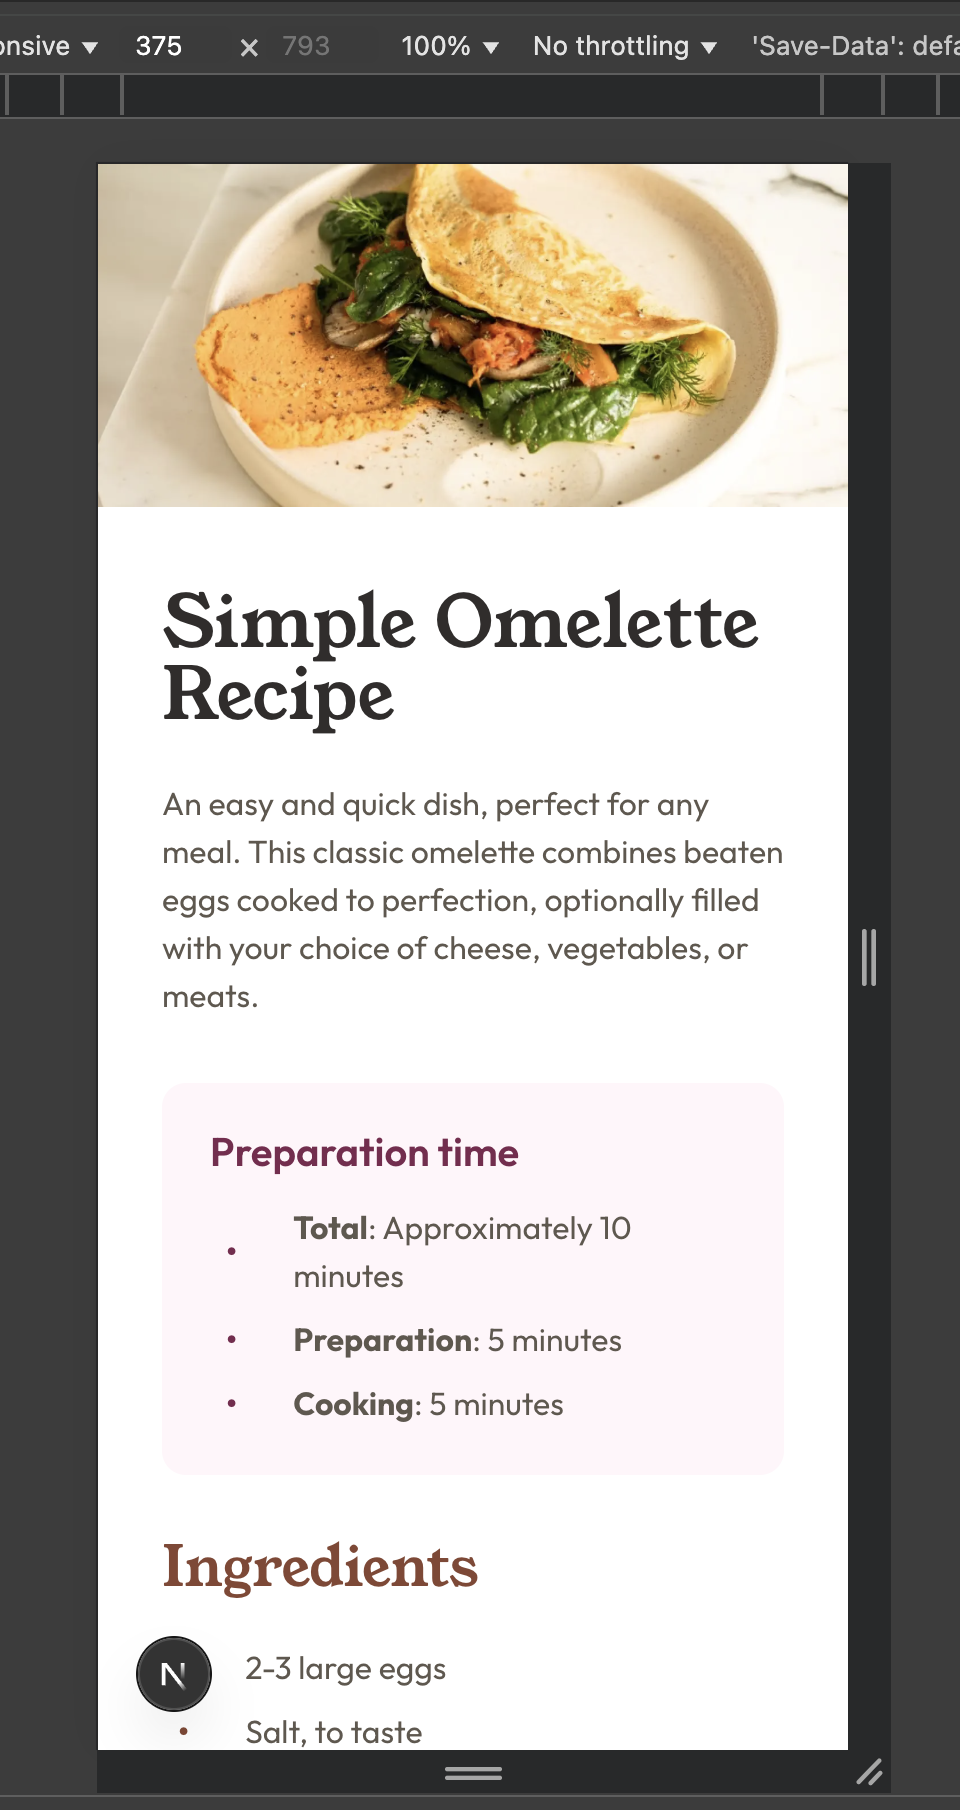 375 × 793 100% No throttling 'Save-Data':
Simple Omelette
Recipe
An easy and quick dish, perfect for any
meal. This classic omelette combines beaten
eggs cooked to perfection, optionally filled
with your choice of cheese, vegetables, or
meats.
Preparation time
Total: Approximately 10
minutes
Preparation: 5 minutes
Cooking: 5 minutes
Ingredients
N
2-3 large eggs
Salt, to taste